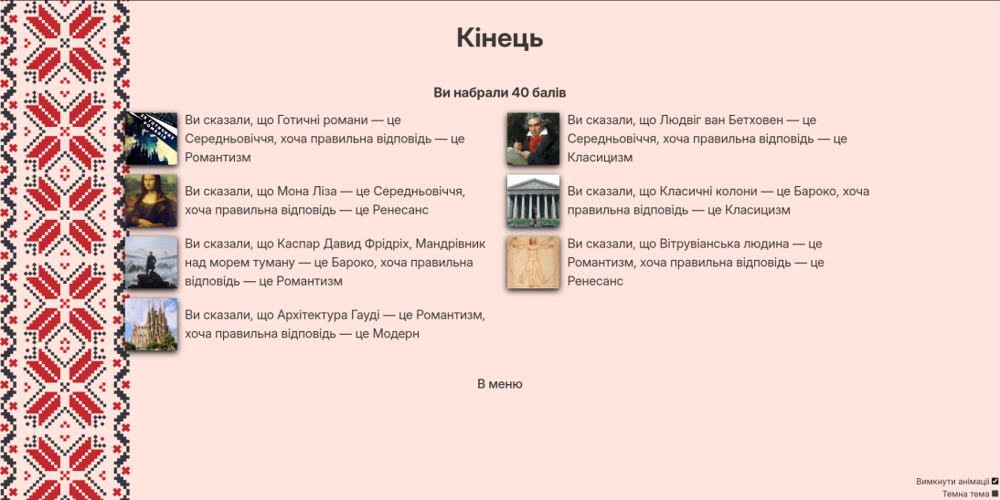 Кінець
Ви набрали 40 балів
Ви сказали, що Готичні романи — це
Середньовіччя, хоча правильна відповідь — це
Романтизм
Ви сказали, що Людвіг ван Бетховен — це
Середньовіччя, хоча правильна відповідь — це
Класицизм
Ви сказали, що Мона Ліза — це Середньовіччя,
хоча правильна відповідь — це Ренесанс
Ви сказали, що Класичні колони — це Бароко, хоча
правильна відповідь — це Класицизм
Ви сказали, що Каспар Давид Фрідріх, Мандрівник
над морем туману — це Бароко, хоча правильна
відповідь — це Романтизм
Ви сказали, що Вітрувіанська людина — це
Романтизм, хоча правильна відповідь — це
Ренесанс
Ви сказали, що Архітектура Гауді — це Романтизм,
хоча правильна відповідь — це Модерн
В меню
Вимкнути анімації
Темна тема